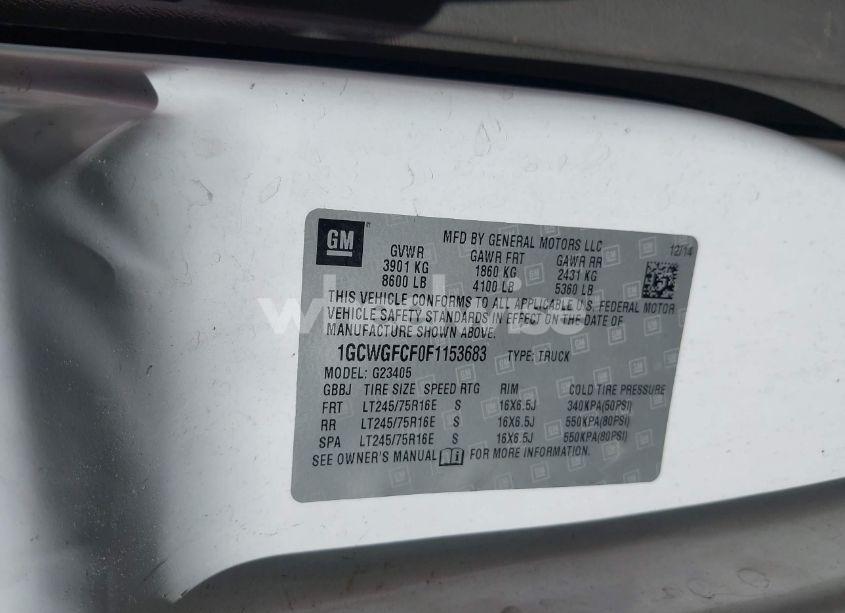 GM
MFD BY GENERAL MOTORS LLC
12/14
GVWR GAWR FRT GAWR RR
3901 KG 1860 KG 2431 KG
8600 LB 4100 LB 5360 LB
THIS VEHICLE CONFORMS TO ALL APPLICABLE U.S. FEDERAL MOTOR
VEHICLE SAFETY STANDARDS IN EFFECT ON THE DATE OF
MANUFACTURE SHOWN ABOVE.
1GCWGFCF0F1153683 TYPE: TRUCK
MODEL: G23405
GBBJ TIRE SIZE SPEED RTG RIM COLD TIRE PRESSURE
FRT LT245/75R16E S 16X6.5J 340KPA(50PSI)
RR LT245/75R16E S 16X6.5J 550KPA(80PSI)
SPA LT245/75R16E S 16X6.5J 550KPA(80PSI)
SEE OWNER'S MANUAL FOR MORE INFORMATION.